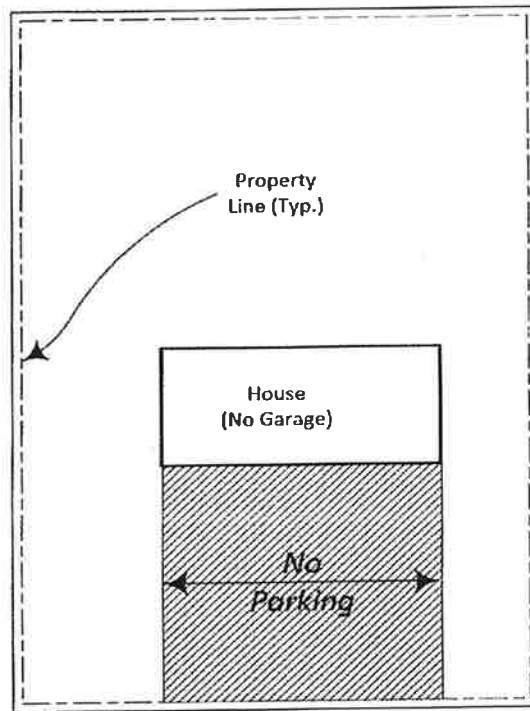 Property
Line (Typ.)
House
(No Garage)
No
Parking